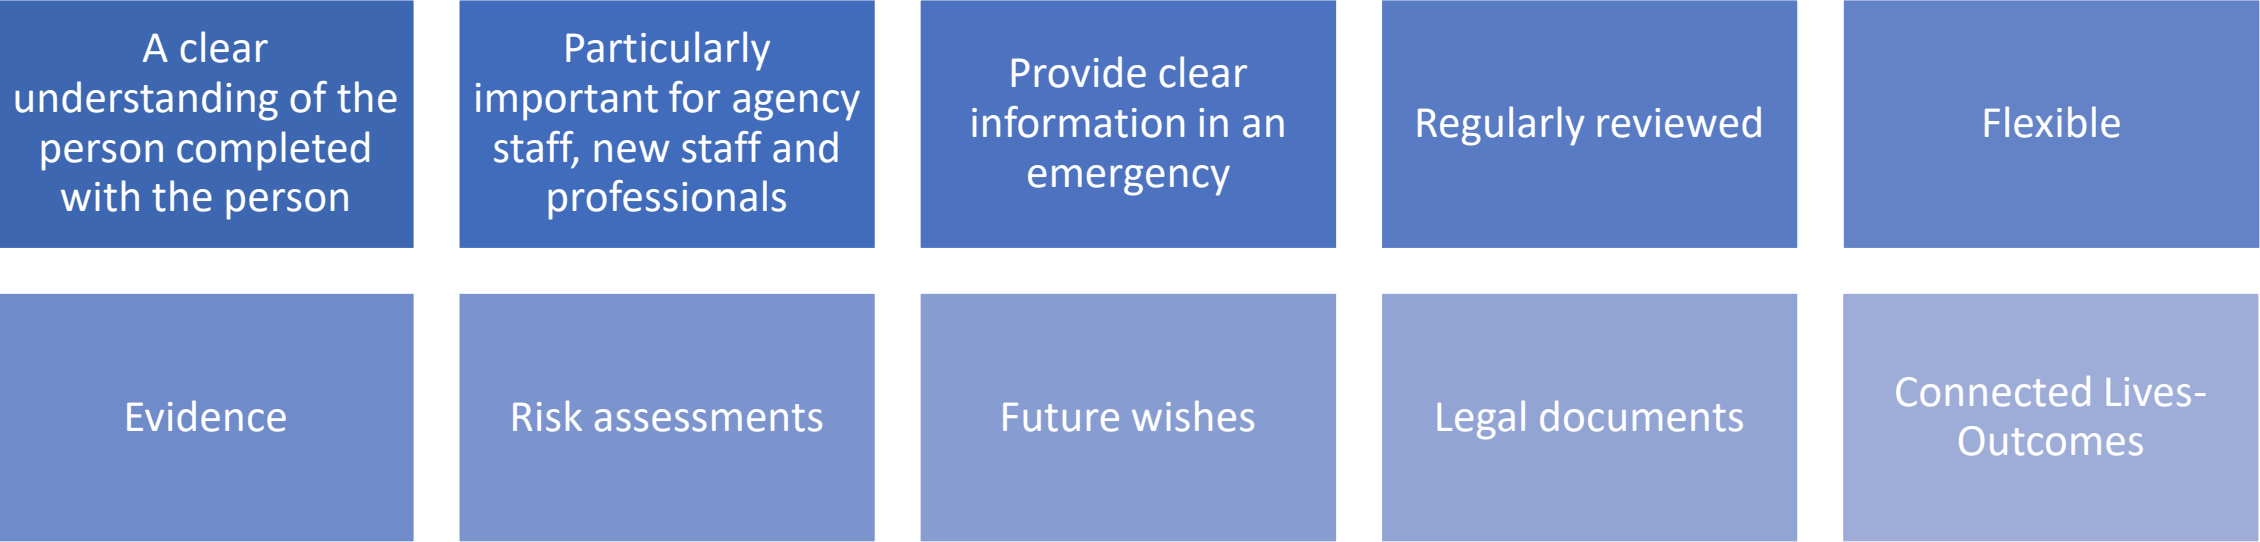 A clear
understanding of the
person completed
with the person
Particularly
important for agency
staff, new staff and
professionals
Provide clear
information in an
emergency
Regularly reviewed
Flexible
Evidence
Risk assessments
Future wishes
Legal documents
Connected Lives-
Outcomes